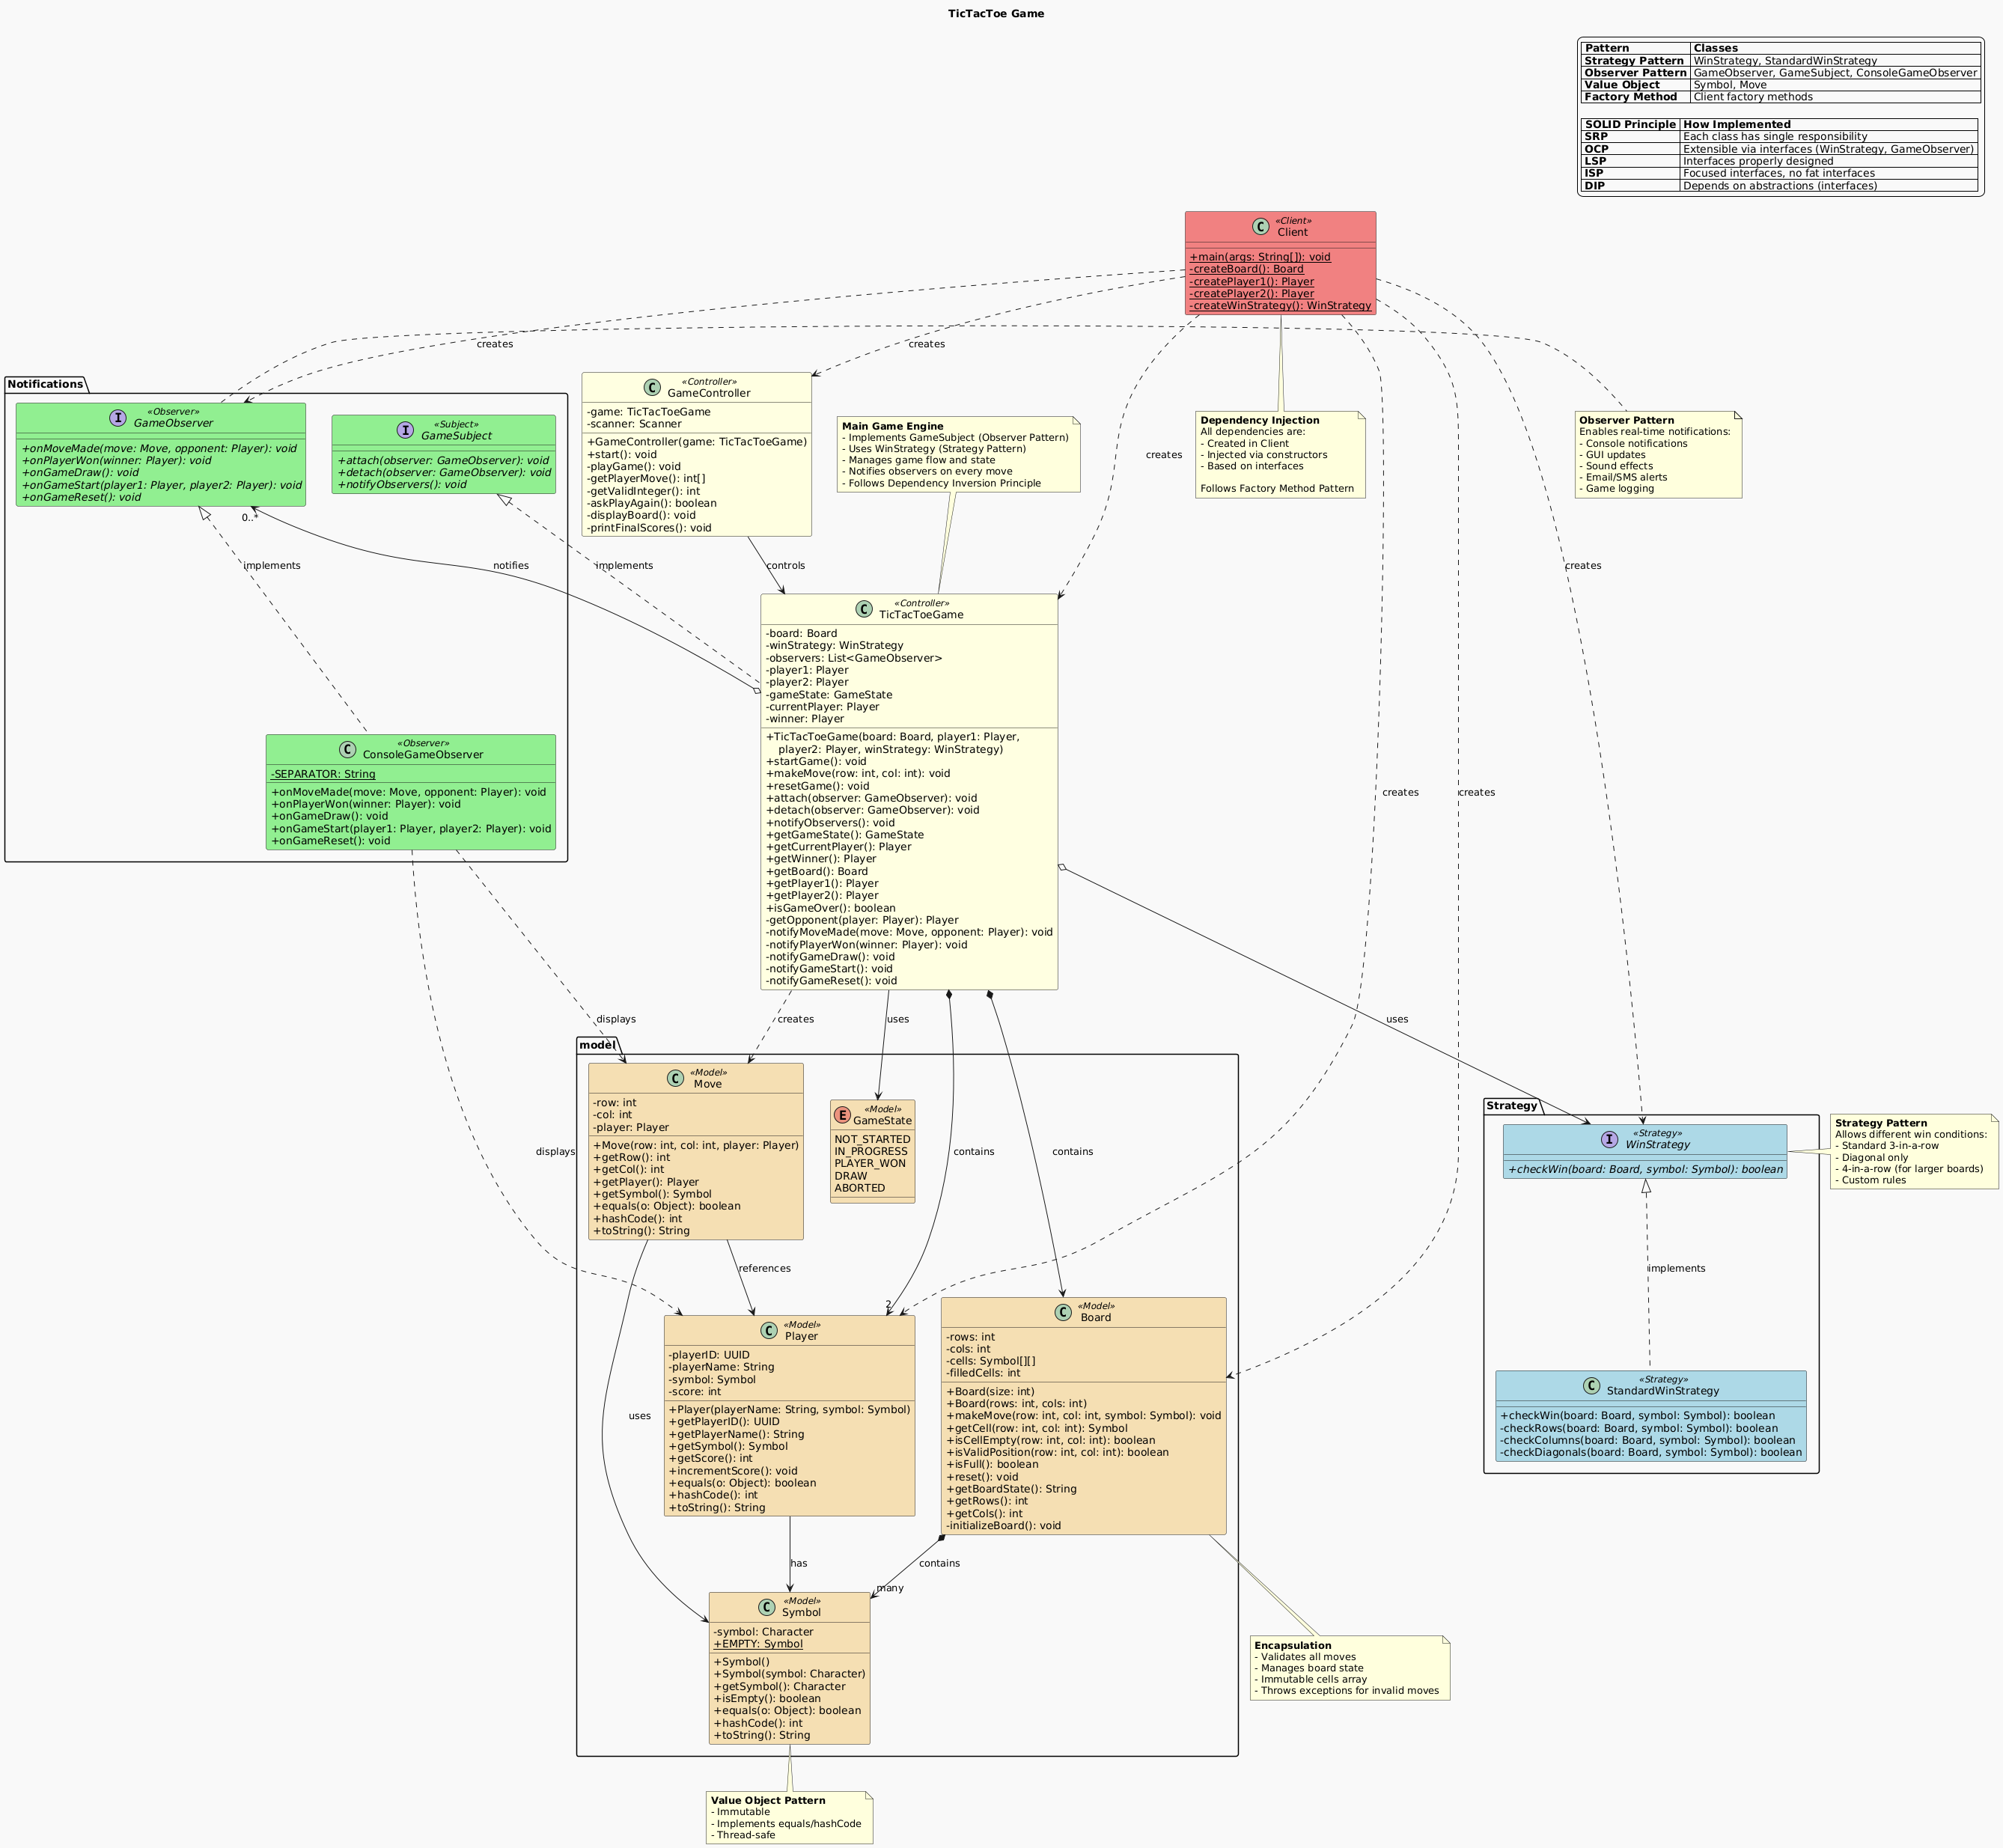 TicTacToe Game
Pattern Classes
Strategy Pattern WinStrategy, StandardWinStrategy
Observer Pattern GameObserver, GameSubject, ConsoleGameObserver
Value Object Symbol, Move
Factory Method Client factory methods
SOLID Principle How Implemented
SRP Each class has single responsibility
OCP Extensible via interfaces (WinStrategy, GameObserver)
LSP Interfaces properly designed
ISP Focused interfaces, no fat interfaces
DIP Depends on abstractions (interfaces)
C
«Client»
Client
+main(args: String[]): void
-createBoard(): Board
-createPlayer1(): Player
-createPlayer2(): Player
-createWinStrategy(): WinStrategy
creates
creates
creates
creates
creates
creates
Notifications
I
«Observer»
GameObserver
+onMoveMade(move: Move, opponent: Player): void
+onPlayerWon(winner: Player): void
+onGameDraw(): void
+onGameStart(player1: Player, player2: Player): void
+onGameReset(): void
I
«Subject»
GameSubject
+attach(observer: GameObserver): void
+detach(observer: GameObserver): void
+notifyObservers(): void
0..*
implements
notifies
implements
C
«Controller»
GameController
-game: TicTacToeGame
-scanner: Scanner
+GameController(game: TicTacToeGame)
+start(): void
-playGame(): void
-getPlayerMove(): int[]
-getValidInteger(): int
-askPlayAgain(): boolean
-displayBoard(): void
-printFinalScores(): void
controls
Main Game Engine
- Implements GameSubject (Observer Pattern)
- Uses WinStrategy (Strategy Pattern)
- Manages game flow and state
- Notifies observers on every move
- Follows Dependency Inversion Principle
Dependency Injection
All dependencies are:
- Created in Client
- Injected via constructors
- Based on interfaces
Follows Factory Method Pattern
Observer Pattern
Enables real-time notifications:
- Console notifications
- GUI updates
- Sound effects
- Email/SMS alerts
- Game logging
C
«Controller»
TicTacToeGame
-board: Board
-winStrategy: WinStrategy
-observers: List<GameObserver>
-player1: Player
-player2: Player
-gameState: GameState
-currentPlayer: Player
-winner: Player
+TicTacToeGame(board: Board, player1: Player,
player2: Player, winStrategy: WinStrategy)
+startGame(): void
+makeMove(row: int, col: int): void
+resetGame(): void
+attach(observer: GameObserver): void
+detach(observer: GameObserver): void
+notifyObservers(): void
+getGameState(): GameState
+getCurrentPlayer(): Player
+getWinner(): Player
+getBoard(): Board
+getPlayer1(): Player
+getPlayer2(): Player
+isGameOver(): boolean
-getOpponent(player: Player): Player
-notifyMoveMade(move: Move, opponent: Player): void
-notifyPlayerWon(winner: Player): void
-notifyGameDraw(): void
-notifyGameStart(): void
-notifyGameReset(): void
C
«Observer»
ConsoleGameObserver
-SEPARATOR: String
+onMoveMade(move: Move, opponent: Player): void
+onPlayerWon(winner: Player): void
+onGameDraw(): void
+onGameStart(player1: Player, player2: Player): void
+onGameReset(): void
displays
displays
creates
uses
contains
contains
uses
model
C
«Model»
Move
-row: int
-col: int
-player: Player
+Move(row: int, col: int, player: Player)
+getRow(): int
+getCol(): int
+getPlayer(): Player
+getSymbol(): Symbol
+equals(o: Object): boolean
+hashCode(): int
+toString(): String
E
«Model»
GameState
NOT_STARTED
IN_PROGRESS
PLAYER_WON
DRAW
ABORTED
references
uses
2
C
«Model»
Player
-playerID: UUID
-playerName: String
-symbol: Symbol
-score: int
+Player(playerName: String, symbol: Symbol)
+getPlayerID(): UUID
+getPlayerName(): String
+getSymbol(): Symbol
+getScore(): int
+incrementScore(): void
+equals(o: Object): boolean
+hashCode(): int
+toString(): String
C
«Model»
Board
-rows: int
-cols: int
-cells: Symbol[][]
-filledCells: int
+Board(size: int)
+Board(rows: int, cols: int)
+makeMove(row: int, col: int, symbol: Symbol): void
+getCell(row: int, col: int): Symbol
+isCellEmpty(row: int, col: int): boolean
+isValidPosition(row: int, col: int): boolean
+isFull(): boolean
+reset(): void
+getBoardState(): String
+getRows(): int
+getCols(): int
-initializeBoard(): void
has
contains
many
C
«Model»
Symbol
-symbol: Character
+EMPTY: Symbol
+Symbol()
+Symbol(symbol: Character)
+getSymbol(): Character
+isEmpty(): boolean
+equals(o: Object): boolean
+hashCode(): int
+toString(): String
Strategy
I
«Strategy»
WinStrategy
+checkWin(board: Board, symbol: Symbol): boolean
Strategy Pattern
Allows different win conditions:
- Standard 3-in-a-row
- Diagonal only
- 4-in-a-row (for larger boards)
- Custom rules
implements
C
«Strategy»
StandardWinStrategy
+checkWin(board: Board, symbol: Symbol): boolean
-checkRows(board: Board, symbol: Symbol): boolean
-checkColumns(board: Board, symbol: Symbol): boolean
-checkDiagonals(board: Board, symbol: Symbol): boolean
Encapsulation
- Validates all moves
- Manages board state
- Immutable cells array
- Throws exceptions for invalid moves
Value Object Pattern
- Immutable
- Implements equals/hashCode
- Thread-safe